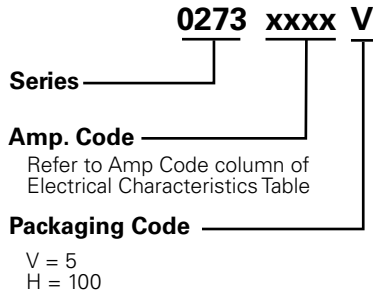 0273 xxxx V
Series
Amp. Code
Refer to Amp Code column of
Electrical Characteristics Table
Packaging Code
V = 5
H = 100